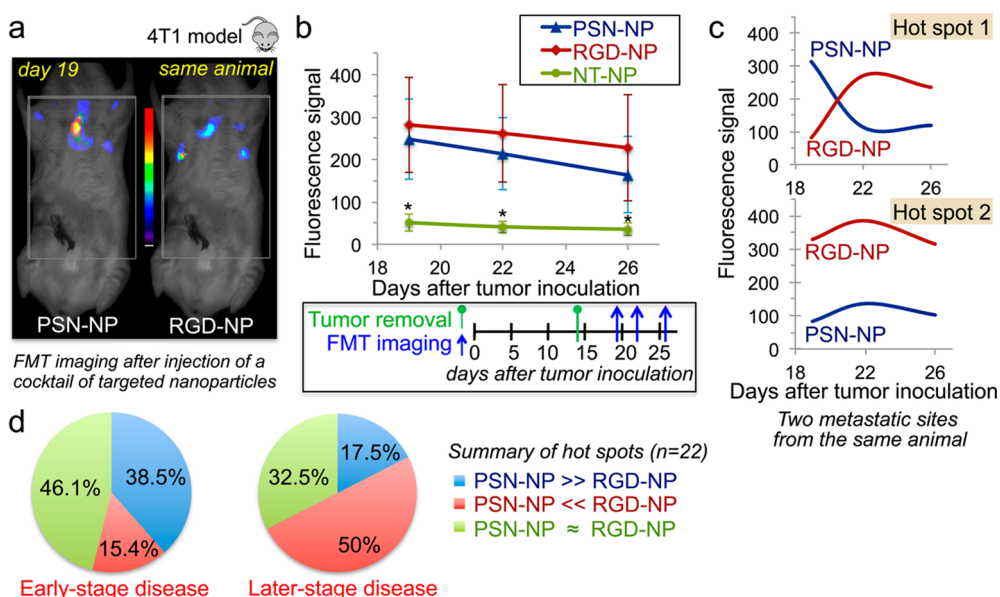 a
4T1 model
day 19
same animal
PSN-NP
RGD-NP
FMT imaging after injection of a
cocktail of targeted nanoparticles
b
PSN-NP
RGD-NP
NT-NP
Fluorescence signal
400
300
200
100
0
*
*
*
18
20
22
24
26
Days after tumor inoculation
Tumor removal
FMT imaging
0
5
10
15
20
25
days after tumor inoculation
c
Hot spot 1
Fluorescence signal
400
300
200
100
0
PSN-NP
RGD-NP
18
22
26
Hot spot 2
400
300
200
100
0
RGD-NP
PSN-NP
18
22
26
Days after tumor inoculation
Two metastatic sites
from the same animal
d
46.1%
38.5%
15.4%
Early-stage disease
32.5%
17.5%
50%
Later-stage disease
Summary of hot spots (n=22)
PSN-NP >> RGD-NP
PSN-NP << RGD-NP
PSN-NP ≈ RGD-NP